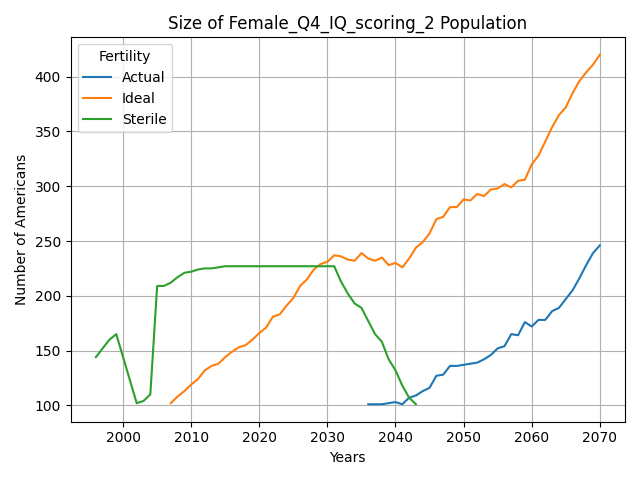 Size of Female_Q4_IQ_scoring_2 Population
Fertility
Actual
Ideal
Sterile
Number of Americans
400
350
300
250
200
150
100
2000 2010 2020 2030 2040 2050 2060 2070
Years